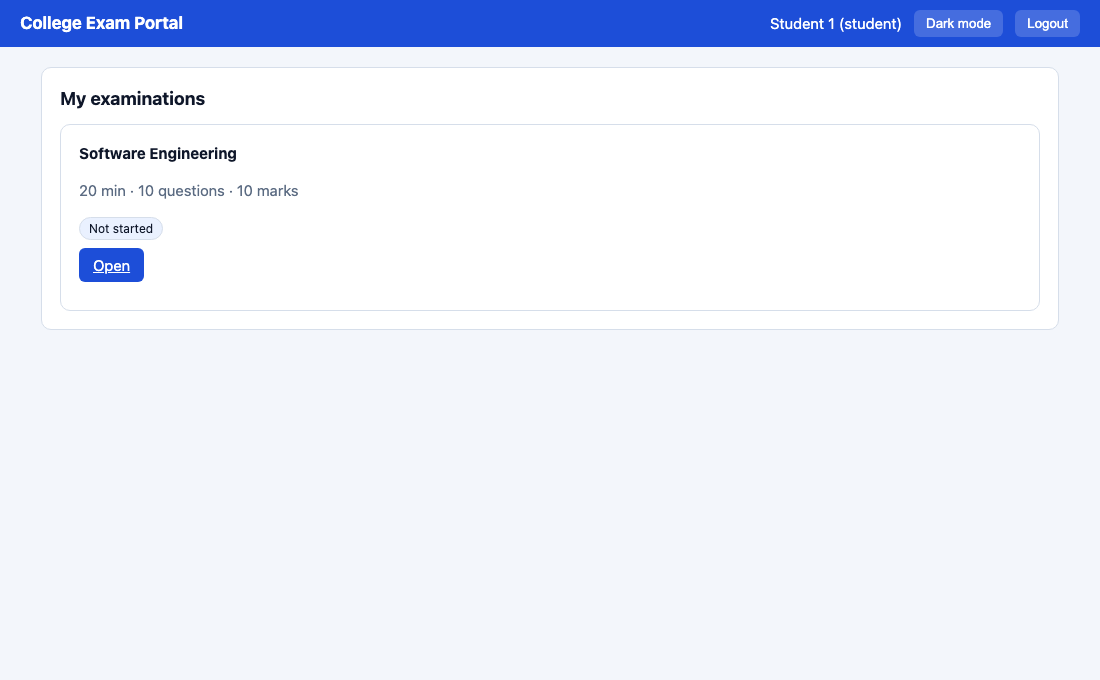 College Exam Portal
Student 1 (student)
Dark mode
Logout
My examinations
Software Engineering
20 min · 10 questions · 10 marks
Not started
Open